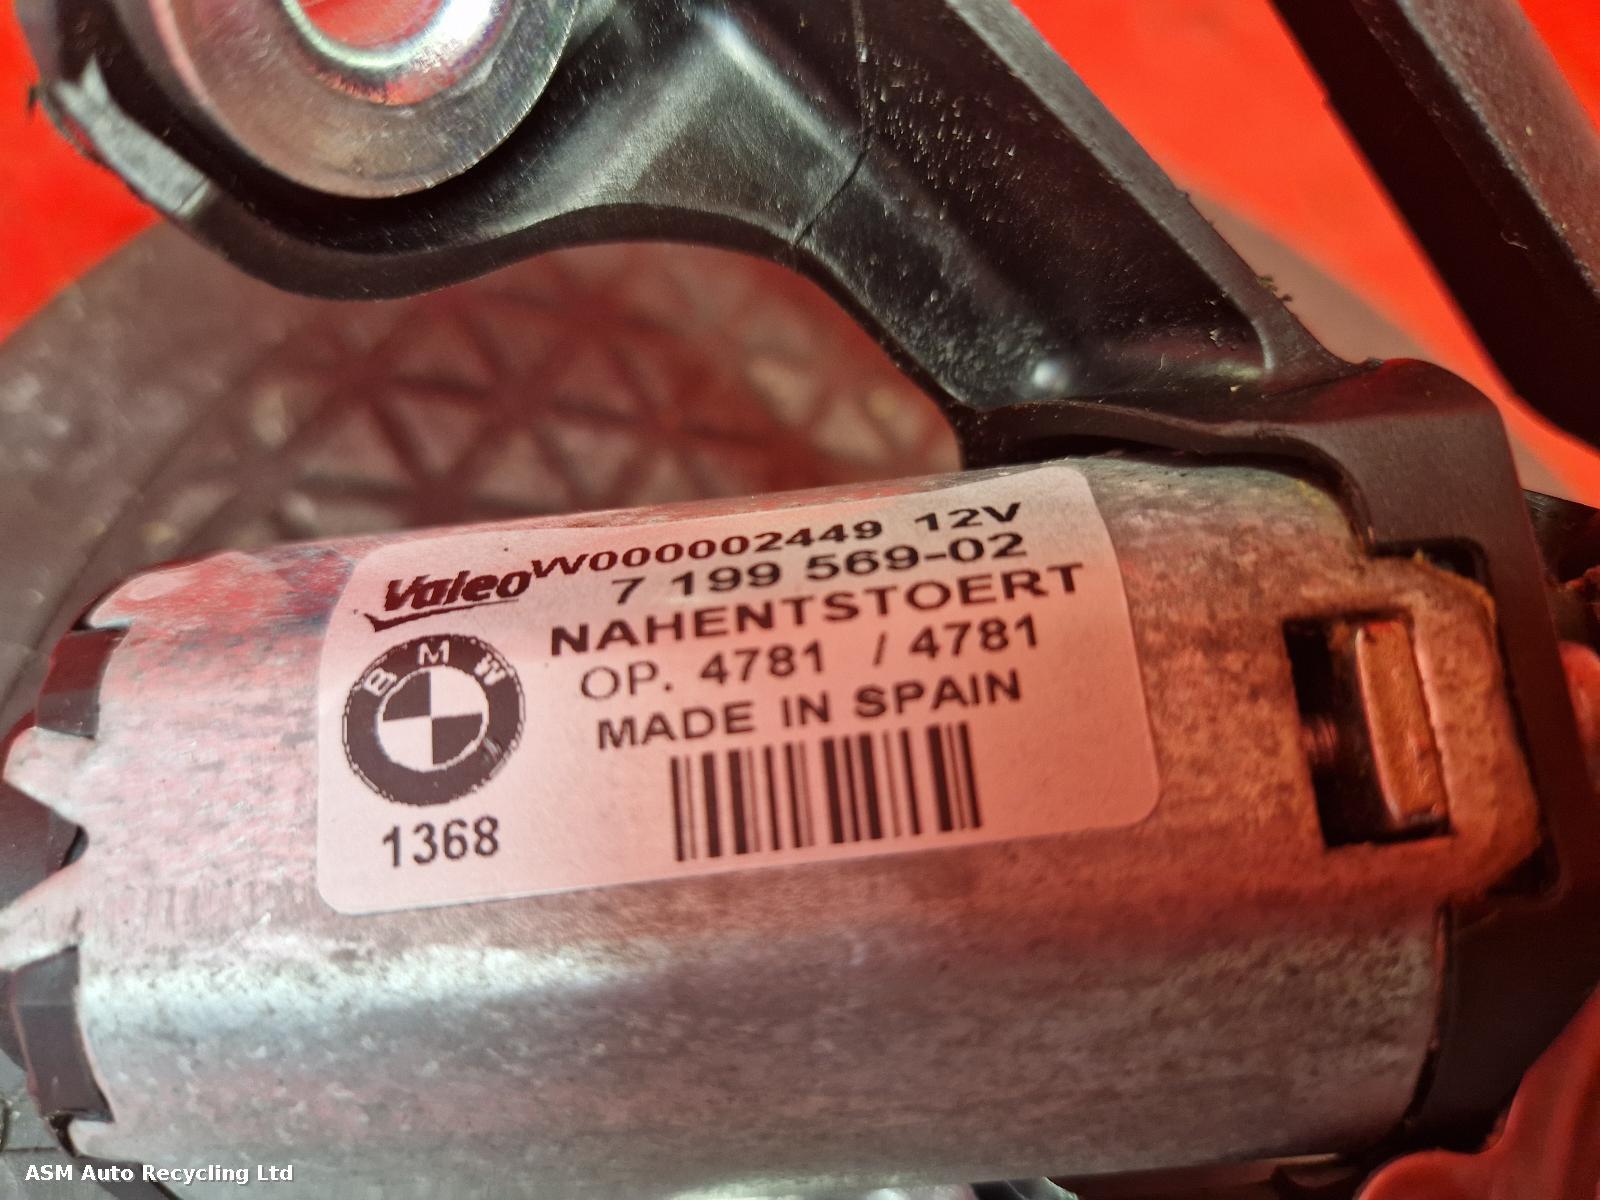 Valeo W000002449 12V
7 199 569-02
NAHENTSTOERT
OP. 4781 / 4781
MADE IN SPAIN
BMW
1368
ASM Auto Recycling Ltd